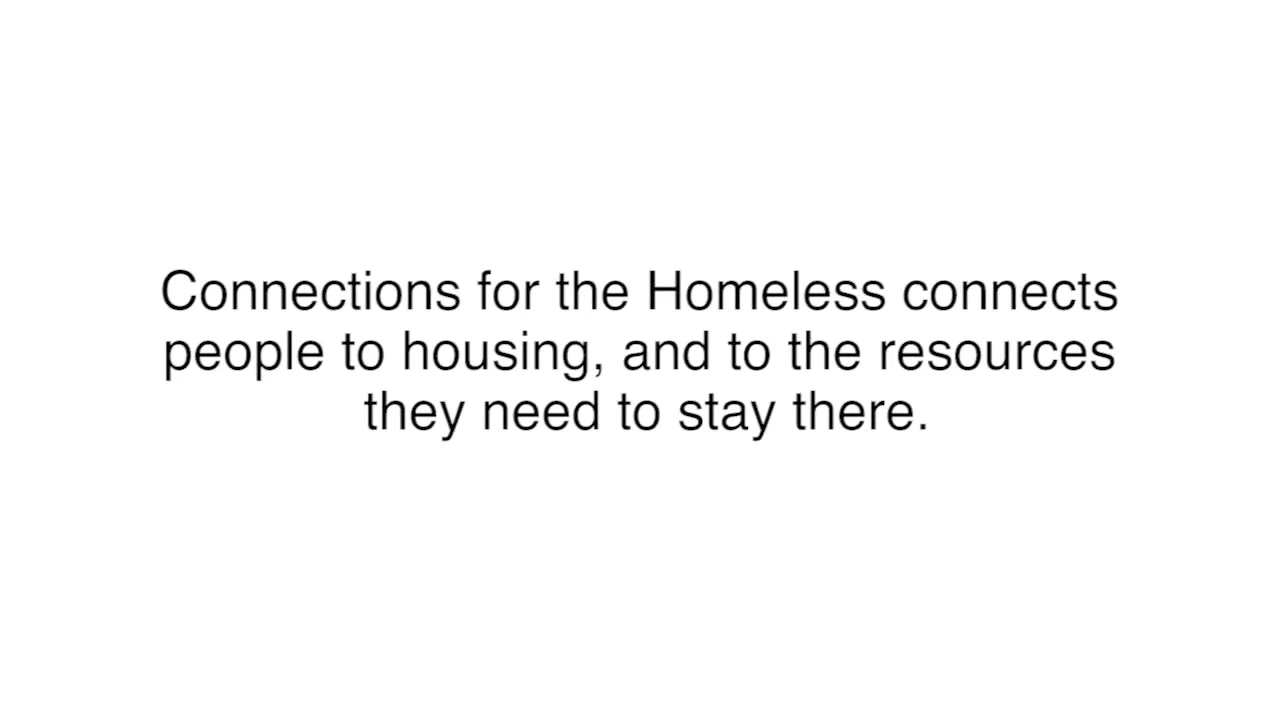 Connections for the Homeless connects
people to housing, and to the resources
they need to stay there.